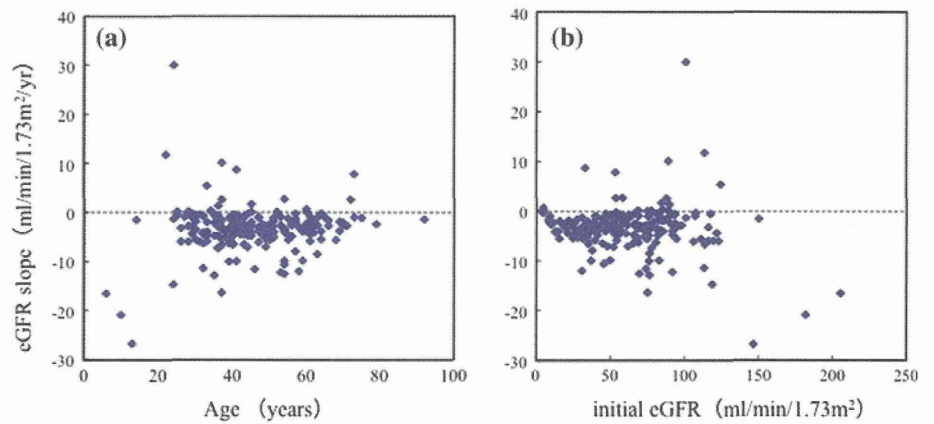 (a)
(b)
eGFR slope (ml/min/1.73m²/yr)
40
30
20
10
0
-10
-20
-30
0 20 40 60 80 100
Age (years)
40
30
20
10
0
-10
-20
-30
0 50 100 150 200 250
initial eGFR (ml/min/1.73m²)